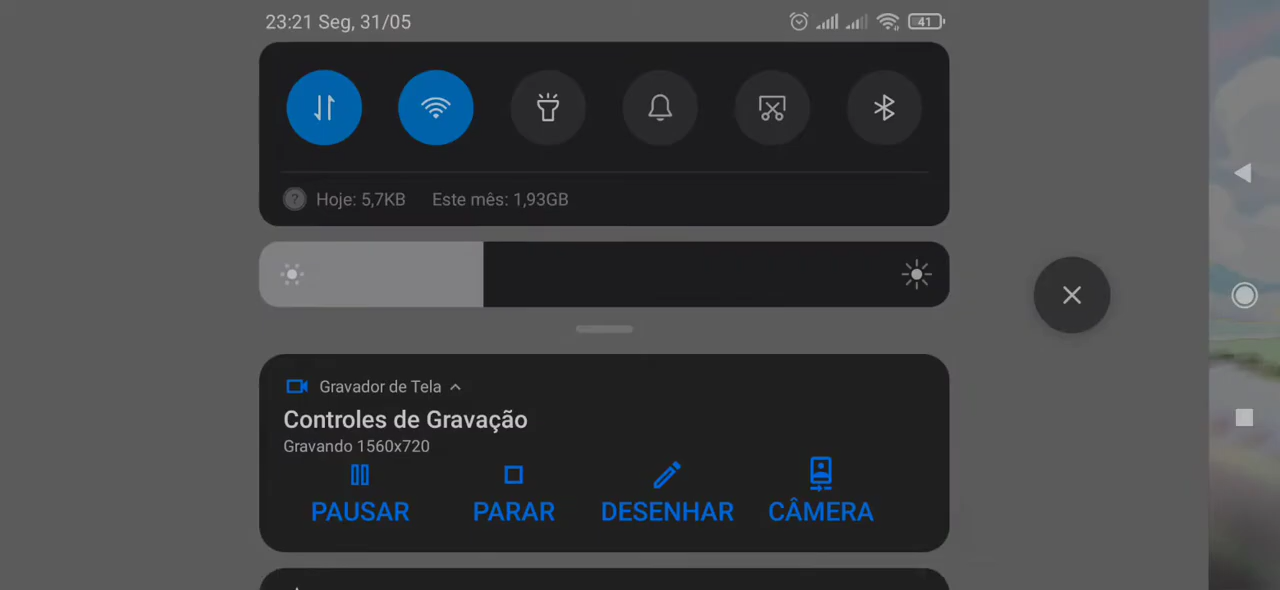 23:21 Seg, 31/05
41
Hoje: 5,7KB Este mês: 1,93GB
Gravador de Tela
Controles de Gravação
Gravando 1560x720
PAUSAR PARAR DESENHAR CÂMERA